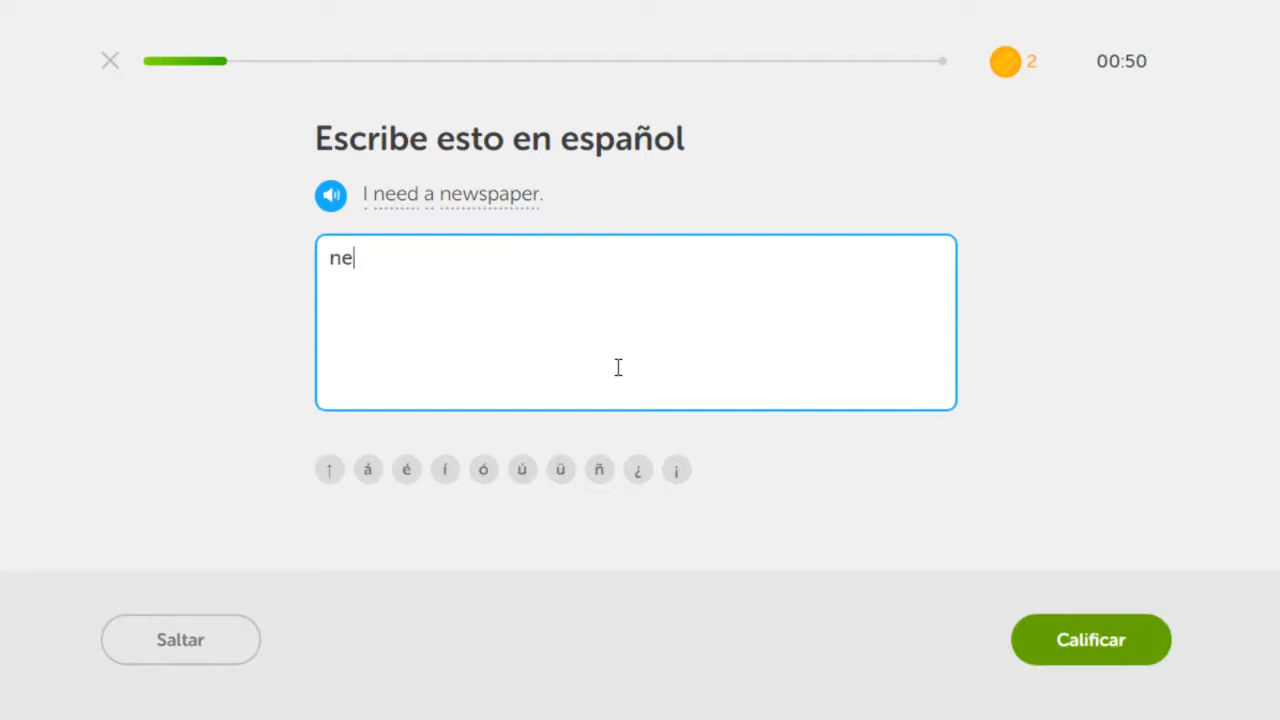 2 00:50
Escribe esto en español
I need a newspaper.
ne
↑ á é í ó ú ü ñ ¿ ¡
Saltar Calificar